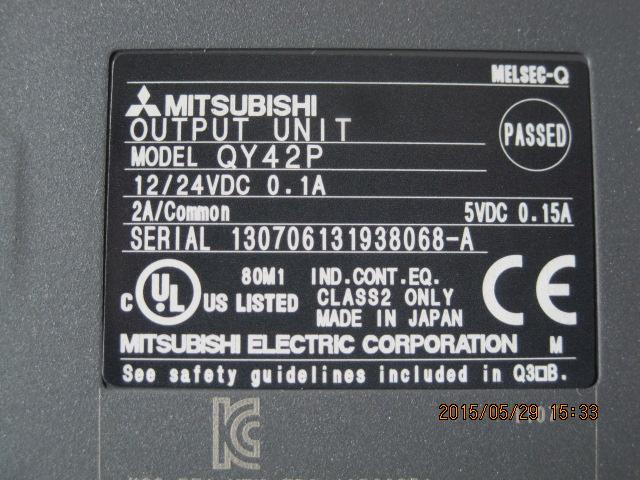 MELSEC-Q
MITSUBISHI
OUTPUT UNIT
PASSED
MODEL QY42P
12/24VDC 0.1A
2A/Common 5VDC 0.15A
SERIAL 130706131938068-A
80M1 IND.CONT.EQ.
C UL US LISTED CLASS2 ONLY
MADE IN JAPAN
CE
MITSUBISHI ELECTRIC CORPORATION M
See safety guidelines included in Q3□B.
2015/05/29 15:33